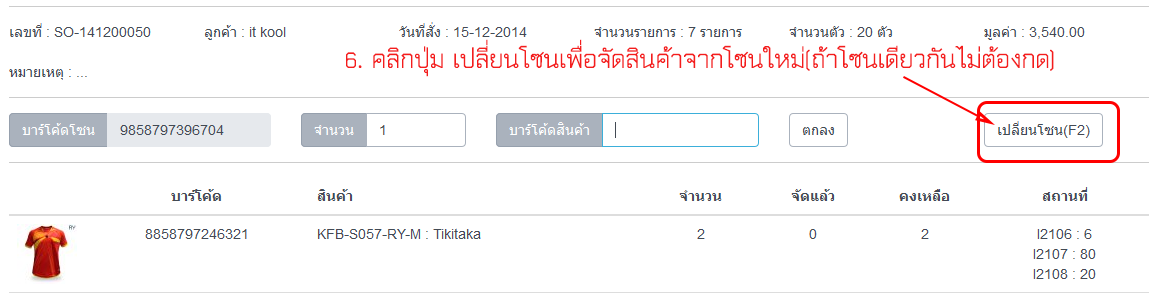 เลขที่ : SO-141200050 ลูกค้า : it kool วันที่สั่ง : 15-12-2014 จำนวนรายการ : 7 รายการ จำนวนตัว : 20 ตัว มูลค่า : 3,540.00
6. คลิกปุ่ม เปลี่ยนโซนเพื่อจัดสินค้าจากโซนใหม่(ถ้าโซนเดียวกันไม่ต้องกด)
หมายเหตุ : ...
บาร์โค้ดโซน 9858797396704 จำนวน 1 บาร์โค้ดสินค้า ตกลง เปลี่ยนโซน(F2)
บาร์โค้ด สินค้า จำนวน จัดแล้ว คงเหลือ สถานที่
RY 8858797246321 KFB-S057-RY-M : Tikitaka 2 0 2 I2106 : 6
I2107 : 80
I2108 : 20